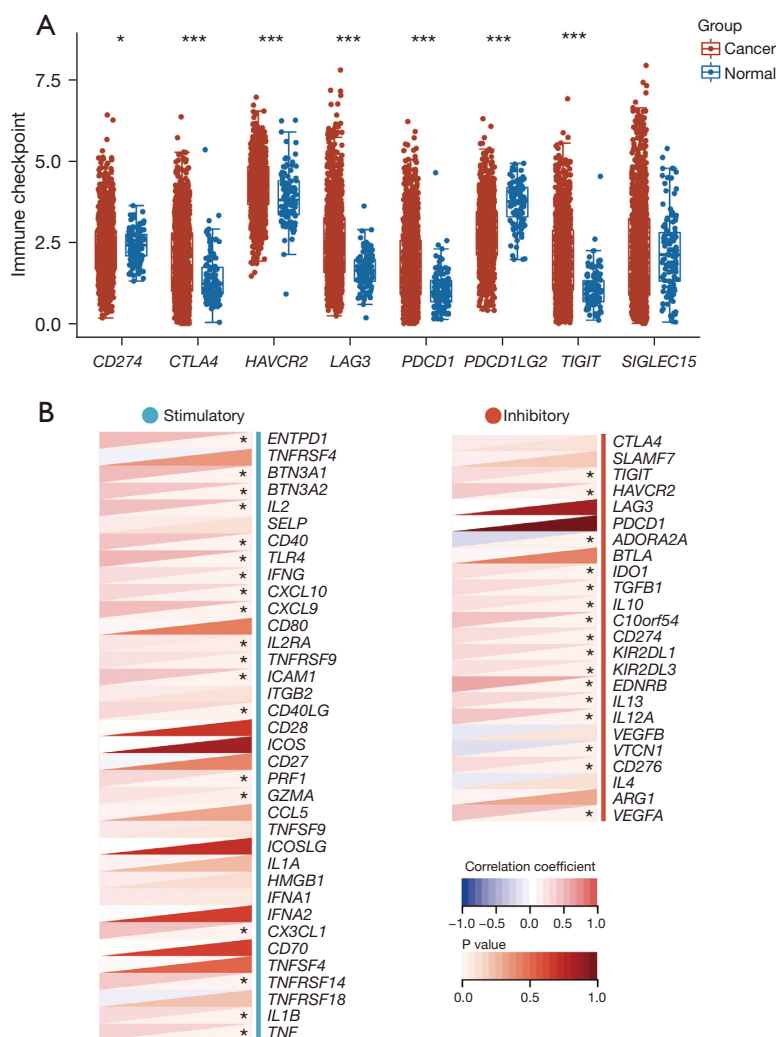 A
Group
Cancer
Normal
* *** *** *** *** *** ***
Immune checkpoint
7.5
5.0
2.5
0.0
CD274 CTLA4 HAVCR2 LAG3 PDCD1 PDCD1LG2 TIGIT SIGLEC15
B
Stimulatory
* ENTPD1
TNFRSF4
* BTN3A1
* BTN3A2
* IL2
SELP
* CD40
* TLR4
* IFNG
* CXCL10
* CXCL9
CD80
* IL2RA
* TNFRSF9
* ICAM1
ITGB2
* CD40LG
CD28
ICOS
CD27
* PRF1
* GZMA
CCL5
TNFSF9
ICOSLG
IL1A
HMGB1
IFNA1
IFNA2
* CX3CL1
CD70
TNFSF4
* TNFRSF14
TNFRSF18
* IL1B
* TNF
Inhibitory
CTLA4
SLAMF7
* TIGIT
* HAVCR2
LAG3
PDCD1
* ADORA2A
BTLA
* IDO1
* TGFB1
* IL10
* C10orf54
* CD274
* KIR2DL1
* KIR2DL3
* EDNRB
* IL13
* IL12A
VEGFB
* VTCN1
* CD276
IL4
ARG1
* VEGFA
Correlation coefficient
−1.0 −0.5 0.0 0.5 1.0
P value
0.0 0.5 1.0